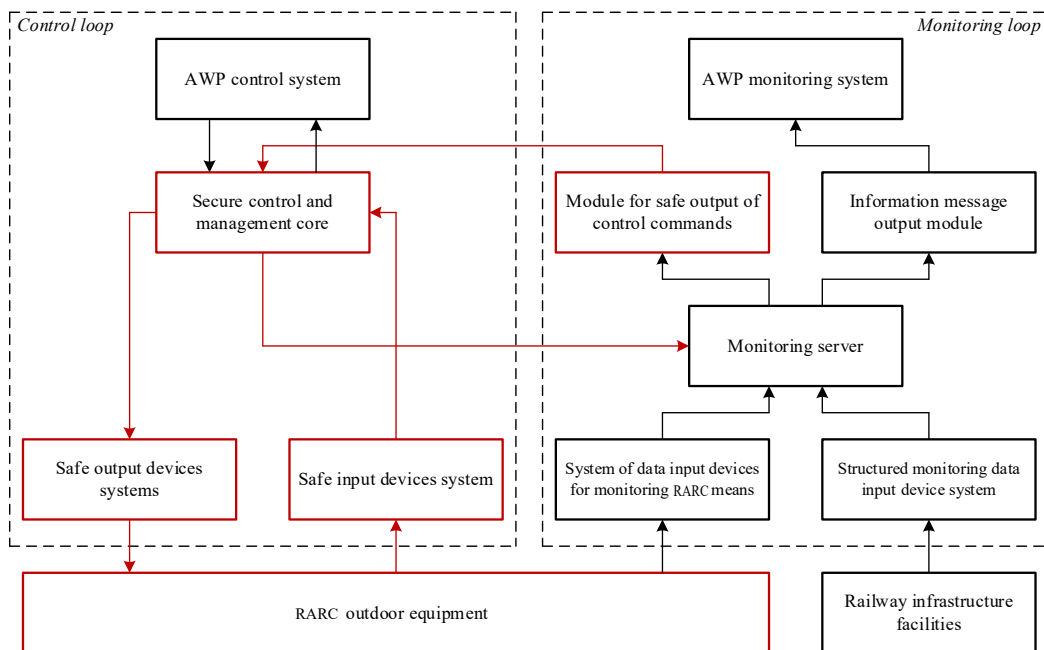 Control loop
Monitoring loop
AWP control system
AWP monitoring system
Secure control and
management core
Module for safe output of
control commands
Information message
output module
Monitoring server
Safe output devices
systems
Safe input devices system
System of data input devices
for monitoring RARC means
Structured monitoring data
input device system
RARC outdoor equipment
Railway infrastructure
facilities